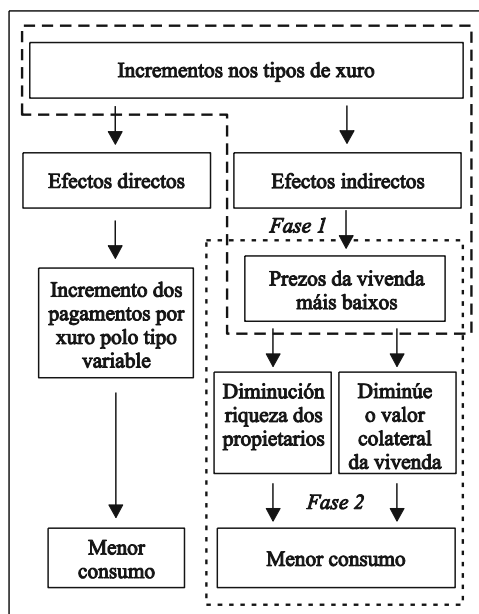 Incrementos nos tipos de xuro
Efectos directos
Efectos indirectos
Fase 1
Incremento dos
pagamentos por
xuro polo tipo
variable
Prezos da vivenda
máis baixos
Diminución
riqueza dos
propietarios
Diminúe
o valor
colateral
da vivenda
Fase 2
Menor
consumo
Menor consumo